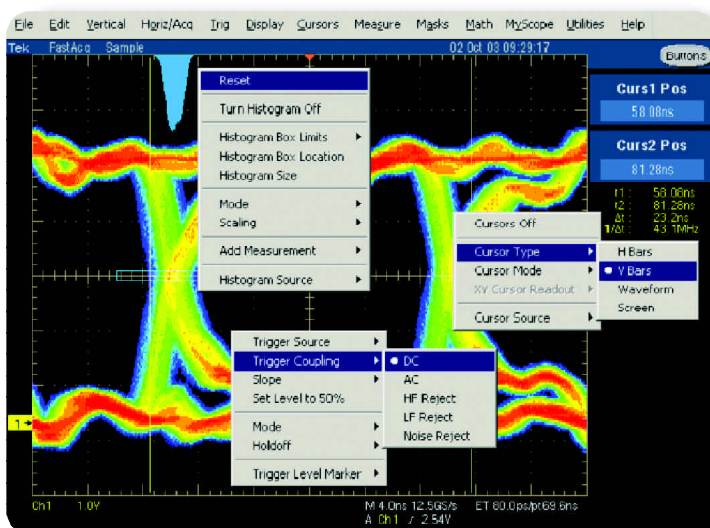 File Edit Vertical Horiz/Acq Trig Display Cursors Measure Masks Math MyScope Utilities Help
Tek FastAcq Sample 02 Oct 03 09:29:17
Buttons
Curs1 Pos
58.08ns
Curs2 Pos
81.28ns
t1: 58.08ns
t2: 81.28ns
Δt: 23.2ns
1/Δt: 43.1MHz
Reset
Turn Histogram Off
Histogram Box Limits
Histogram Box Location
Histogram Size
Mode
Scaling
Add Measurement
Histogram Source
Cursors Off
Cursor Type
Cursor Mode
XY Cursor Readout
Cursor Source
H Bars
V Bars
Waveform
Screen
Trigger Source
Trigger Coupling
Slope
Set Level to 50%
Mode
Holdoff
Trigger Level Marker
DC
AC
HF Reject
LF Reject
Noise Reject
1
Ch1 1.0V M 4.0ns 12.5GS/s ET 80.0ps/pt 69.6ns
A Ch1 / 2.54V